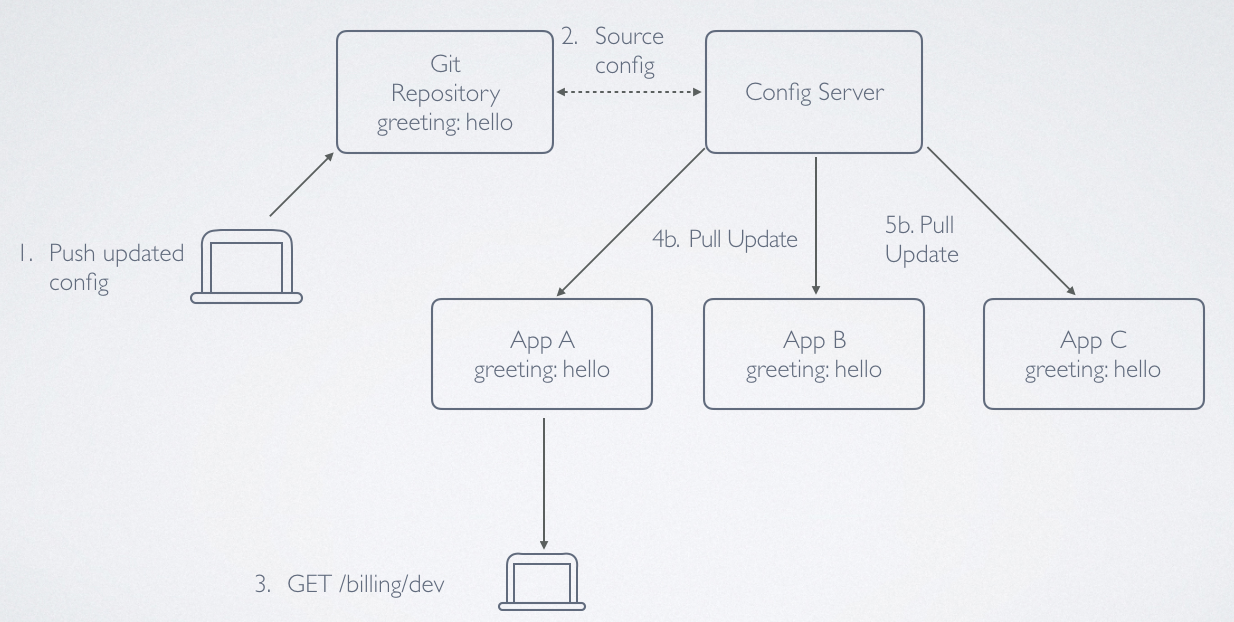 Git
Repository
greeting: hello
2. Source
config
Config Server
1. Push updated
config
4b. Pull Update
5b. Pull
Update
App A
greeting: hello
App B
greeting: hello
App C
greeting: hello
3. GET /billing/dev